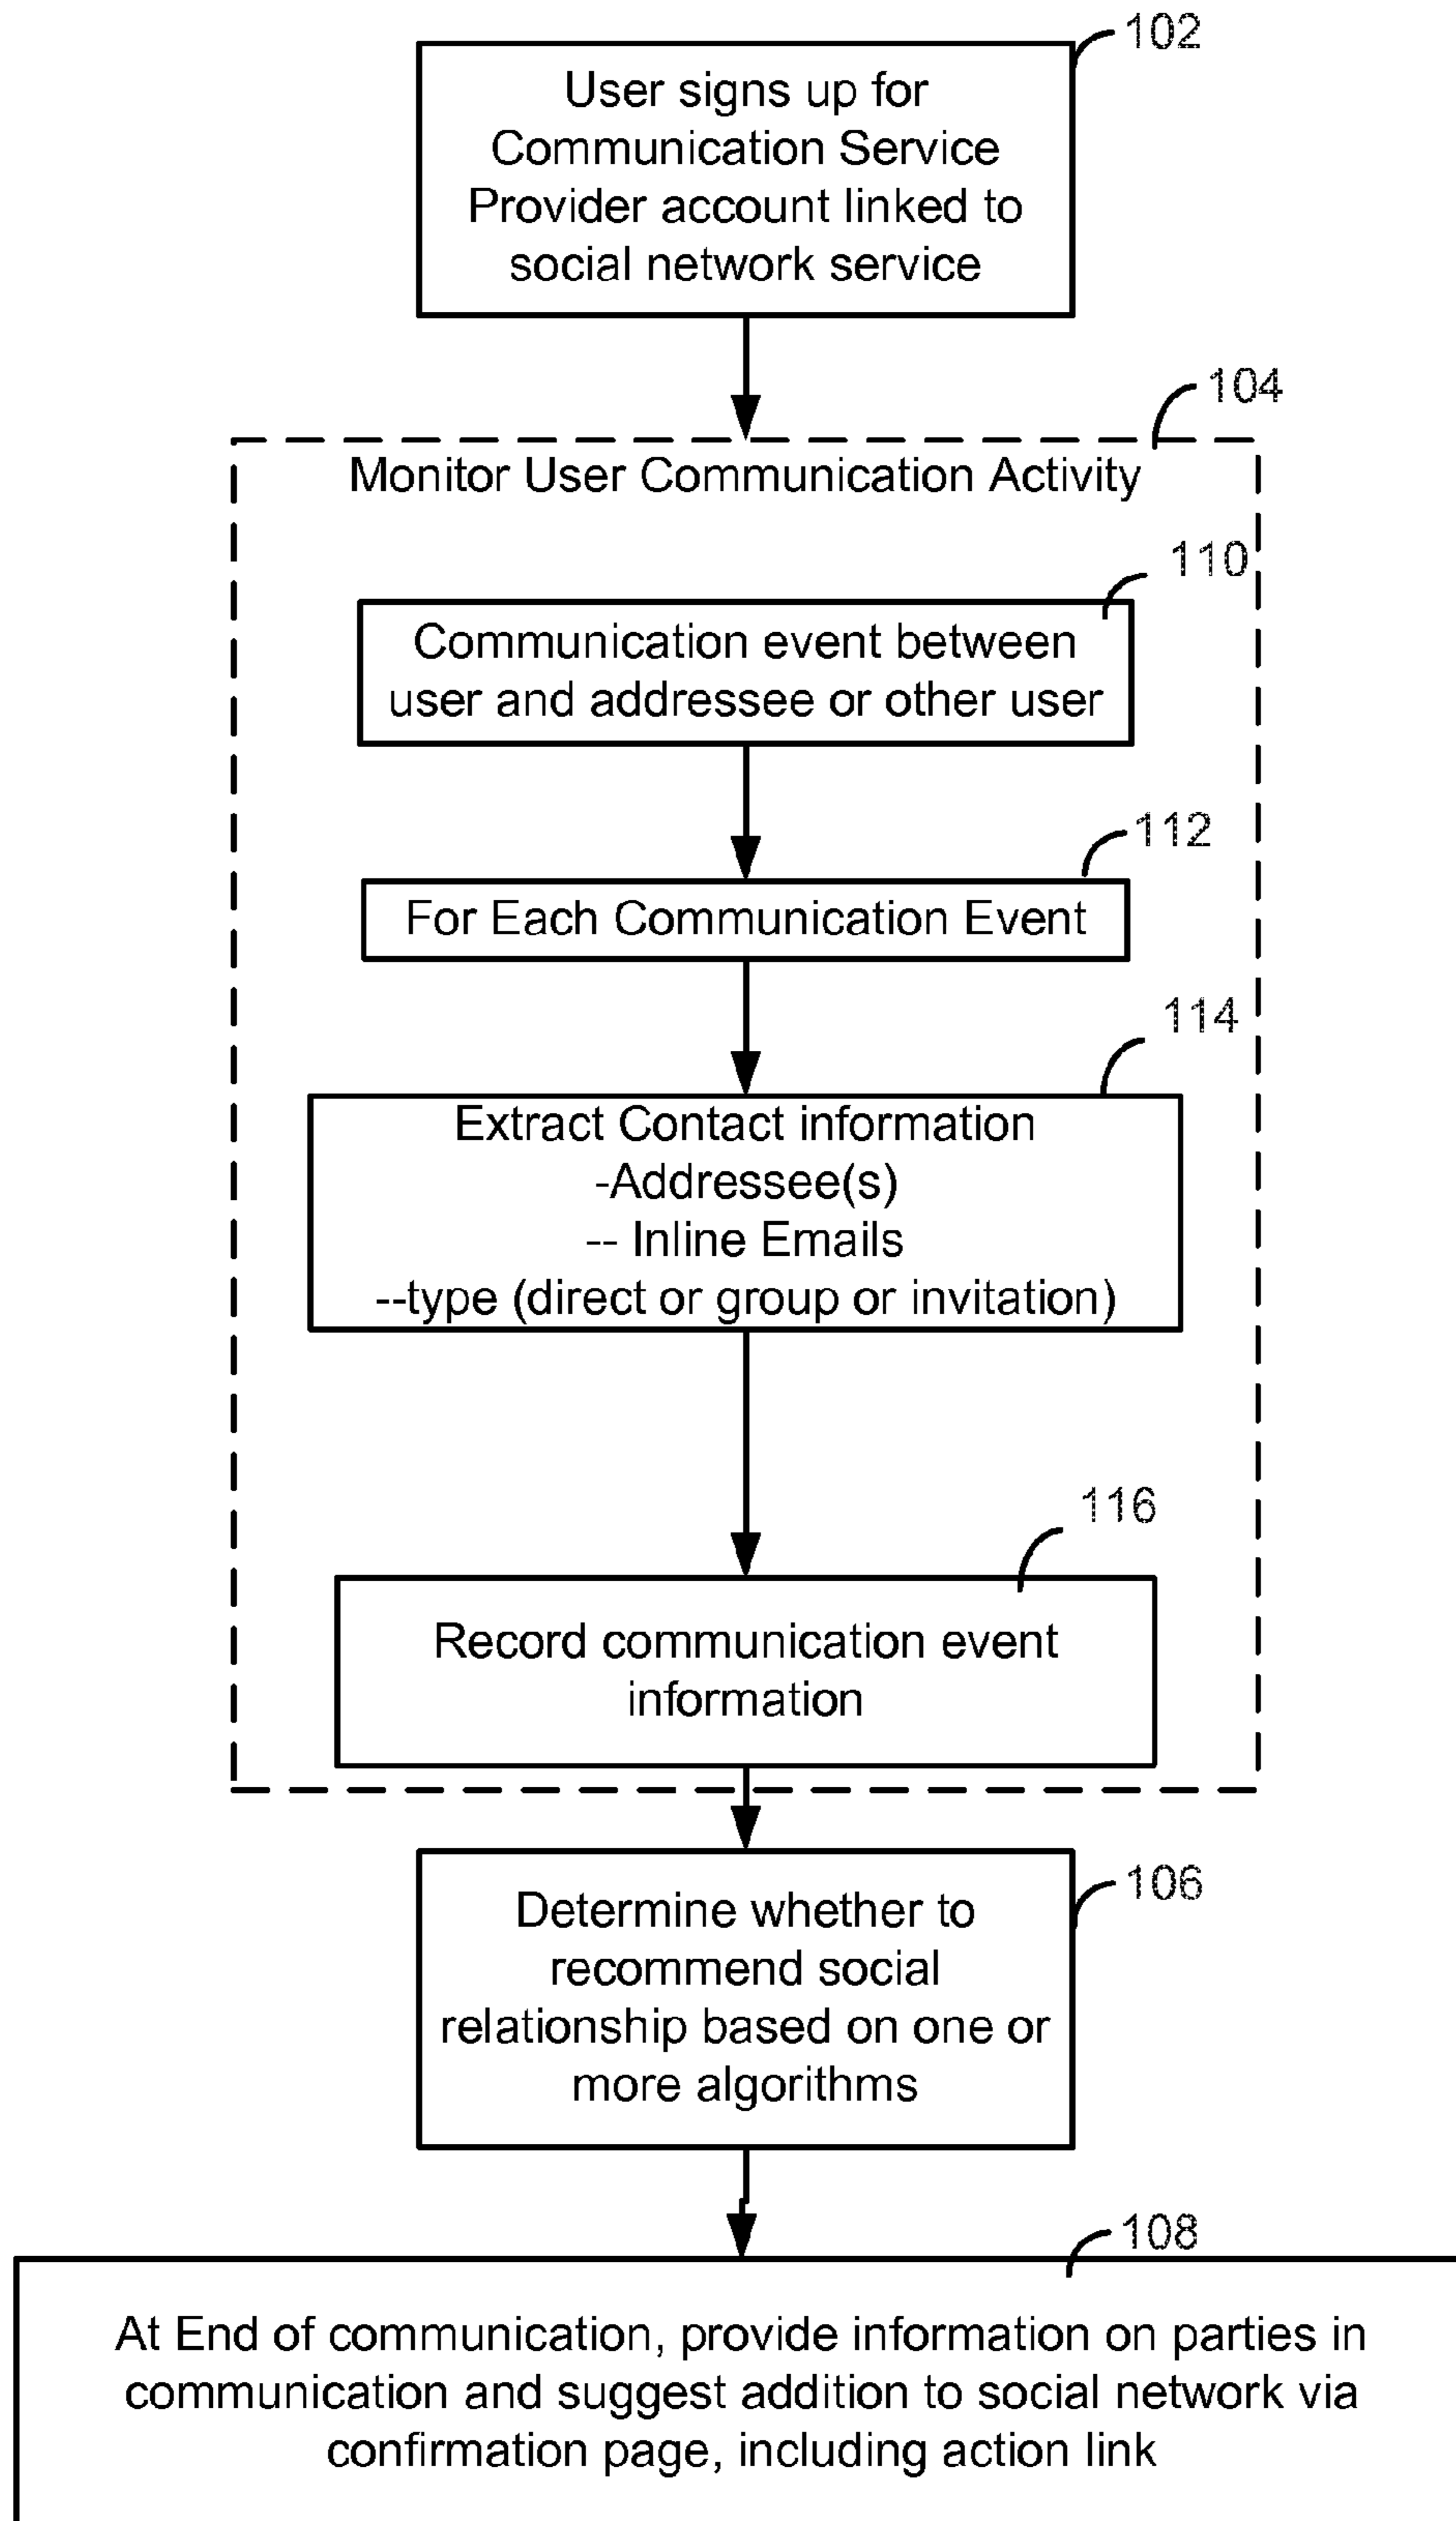 102
User signs up for
Communication Service
Provider account linked to
social network service
104
Monitor User Communication Activity
110
Communication event between
user and addressee or other user
112
For Each Communication Event
114
Extract Contact information
-Addressee(s)
-- Inline Emails
--type (direct or group or invitation)
116
Record communication event
information
106
Determine whether to
recommend social
relationship based on one or
more algorithms
108
At End of communication, provide information on parties in
communication and suggest addition to social network via
confirmation page, including action link